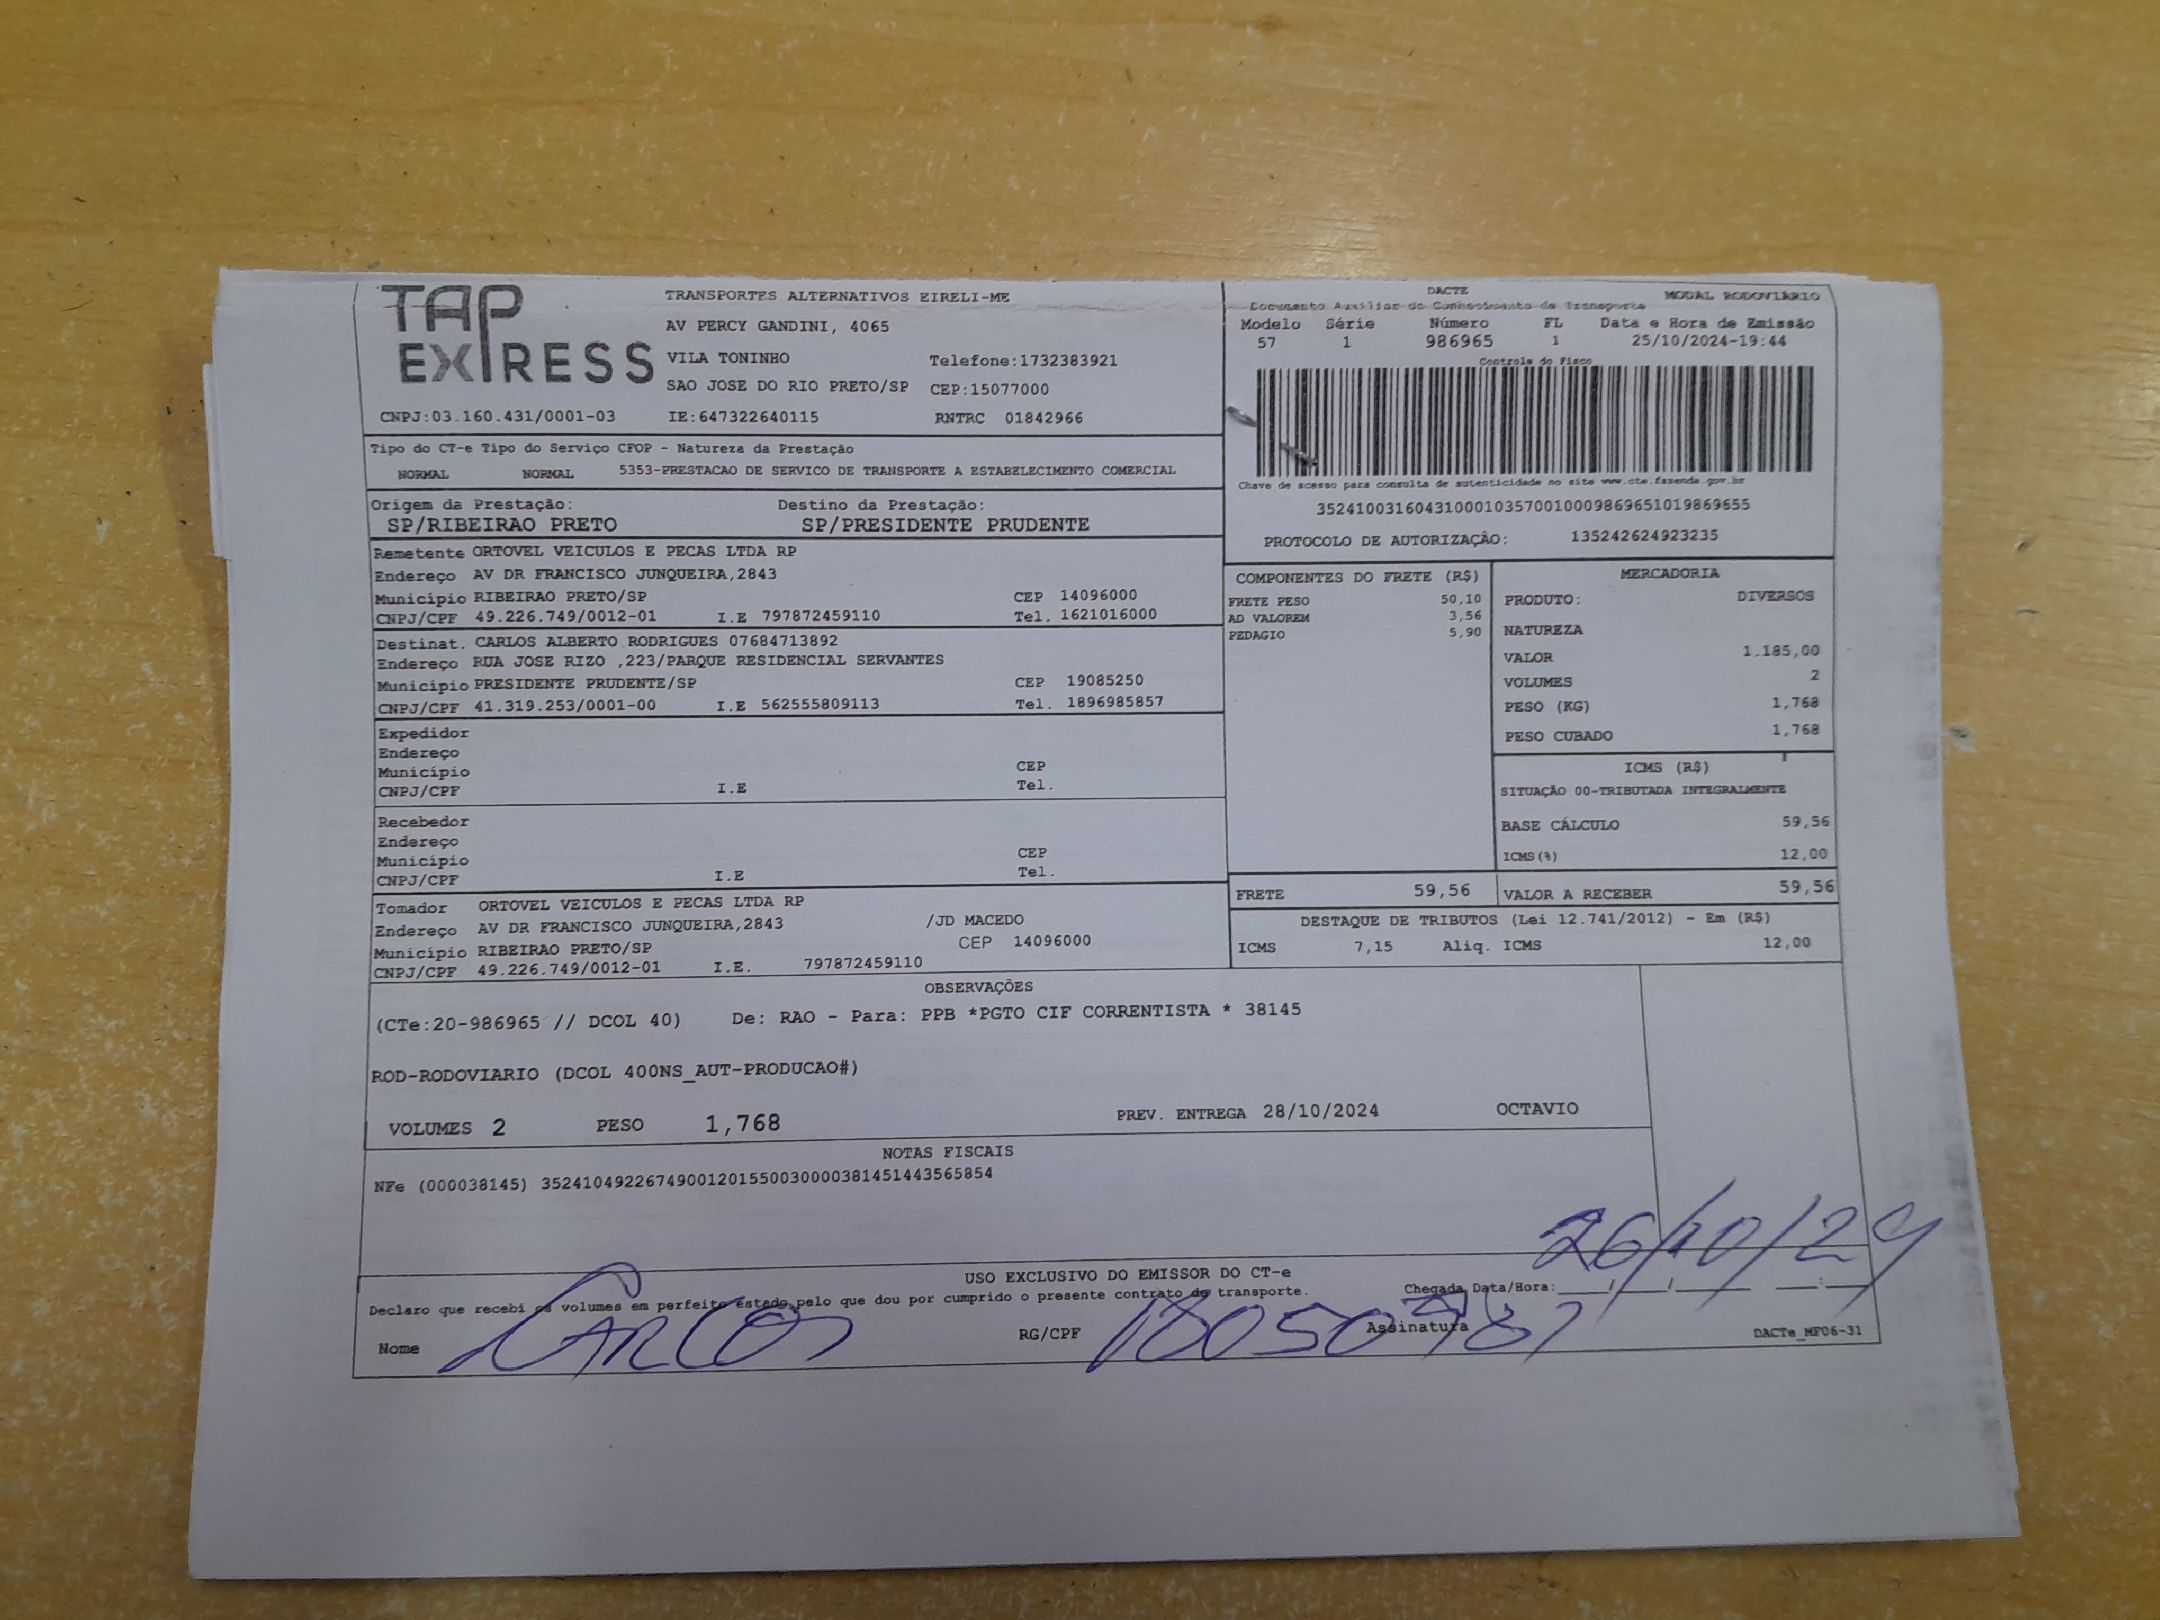 TAP EXPRESS
TRANSPORTES ALTERNATIVOS EIRELI-ME
AV PERCY GANDINI, 4065
VILA TONINHO Telefone:1732383921
SAO JOSE DO RIO PRETO/SP CEP:15077000
CNPJ:03.160.431/0001-03 IE:647322640115 RNTRC 01842966
DACTE MODAL RODOVIÁRIO
Documento Auxiliar do Conhecimento de Transporte
Modelo Série Número FL Data e Hora de Emissão
57 1 986965 1 25/10/2024-19:44
Controle do Fisco
Chave de acesso para consulta de autenticidade no site www.cte.fazenda.gov.br
35241003160431000103570010009869651019869655
PROTOCOLO DE AUTORIZAÇÃO: 135242624923235
Tipo do CT-e Tipo do Serviço CFOP - Natureza da Prestação
NORMAL NORMAL 5353-PRESTACAO DE SERVICO DE TRANSPORTE A ESTABELECIMENTO COMERCIAL
Origem da Prestação: Destino da Prestação:
SP/RIBEIRAO PRETO SP/PRESIDENTE PRUDENTE
Remetente ORTOVEL VEICULOS E PECAS LTDA RP
Endereço AV DR FRANCISCO JUNQUEIRA,2843
Município RIBEIRAO PRETO/SP CEP 14096000
CNPJ/CPF 49.226.749/0012-01 I.E 797872459110 Tel. 1621016000
Destinat. CARLOS ALBERTO RODRIGUES 07684713892
Endereço RUA JOSE RIZO ,223/PARQUE RESIDENCIAL SERVANTES
Município PRESIDENTE PRUDENTE/SP CEP 19085250
CNPJ/CPF 41.319.253/0001-00 I.E 562555809113 Tel. 1896985857
Expedidor
Endereço
Município CEP
CNPJ/CPF I.E Tel.
Recebedor
Endereço
Município CEP
CNPJ/CPF I.E Tel.
Tomador ORTOVEL VEICULOS E PECAS LTDA RP
Endereço AV DR FRANCISCO JUNQUEIRA,2843 /JD MACEDO
Município RIBEIRAO PRETO/SP CEP 14096000
CNPJ/CPF 49.226.749/0012-01 I.E. 797872459110
COMPONENTES DO FRETE (R$)
FRETE PESO 50,10
AD VALOREM 3,56
PEDAGIO 5,90
MERCADORIA
PRODUTO: DIVERSOS
NATUREZA
VALOR 1.185,00
VOLUMES 2
PESO (KG) 1,768
PESO CUBADO 1,768
ICMS (R$)
SITUAÇÃO 00-TRIBUTADA INTEGRALMENTE
BASE CÁLCULO 59,56
ICMS(%) 12,00
FRETE 59,56 VALOR A RECEBER 59,56
DESTAQUE DE TRIBUTOS (Lei 12.741/2012) - Em (R$)
ICMS 7,15 Aliq. ICMS 12,00
OBSERVAÇÕES
(CTe:20-986965 // DCOL 40) De: RAO - Para: PPB *PGTO CIF CORRENTISTA * 38145
ROD-RODOVIARIO (DCOL 400NS_AUT-PRODUCAO#)
VOLUMES 2 PESO 1,768 PREV. ENTREGA 28/10/2024 OCTAVIO
NOTAS FISCAIS
NFe (000038145) 35241049226749001201550030000381451443565854
26/10/24
USO EXCLUSIVO DO EMISSOR DO CT-e
Chegada Data/Hora:___/___/___ ___:___
Declaro que recebi os volumes em perfeito estado pelo que dou por cumprido o presente contrato de transporte.
Nome CARLOS RG/CPF 18050787 Assinatura DACTe_MF06-31